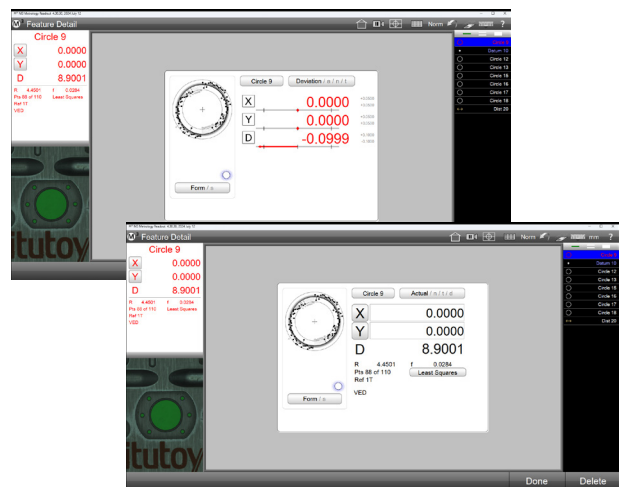 M³ Feature Detail
Norm
?
Circle 9
X 0.0000
Y 0.0000
D 8.9001
R 4.4501 f 0.0284
Pts 88 of 110 Least Squares
Ref 1T
VED
Circle 9 Deviation / a / n / t
X 0.0000
Y 0.0000
D -0.0999
Form / s
Datum 10
Circle 12
Circle 13
Circle 15
Circle 16
Circle 17
Circle 18
Dist 20
itutoy
M³ Feature Detail
Norm
mm ?
Circle 9
X 0.0000
Y 0.0000
D 8.9001
R 4.4501 f 0.0284
Pts 88 of 110 Least Squares
Ref 1T
VED
Circle 9 Actual / n / t / d
X 0.0000
Y 0.0000
D 8.9001
R 4.4501 f 0.0284
Pts 88 of 110 Least Squares
Ref 1T
VED
Form / s
Datum 10
Circle 12
Circle 13
Circle 15
Circle 16
Circle 17
Circle 18
Dist 20
itutoy
Done Delete